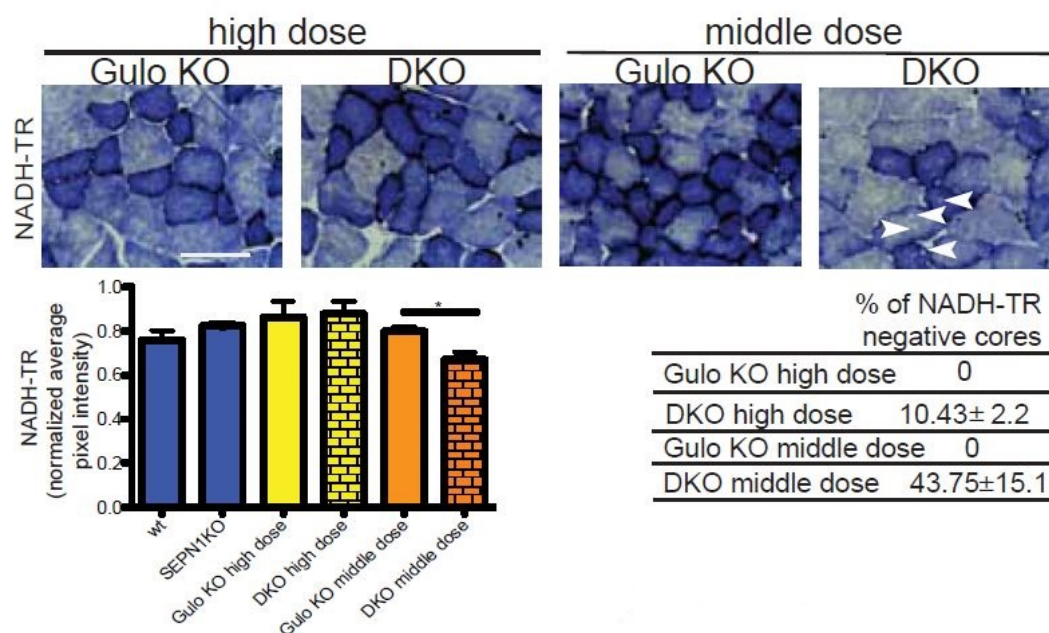 high dose
middle dose
Gulo KO
DKO
Gulo KO
DKO
NADH-TR
NADH-TR
(normalized average
pixel intensity
1.0
0.8
0.6
0.4
0.2
0.0
*
wt
SEPN1KO
Gulo KO high dose
DKO high dose
Gulo KO middle dose
DKO middle dose
% of NADH-TR
negative cores
Gulo KO high dose 0
DKO high dose 10.43± 2.2
Gulo KO middle dose 0
DKO middle dose 43.75±15.1